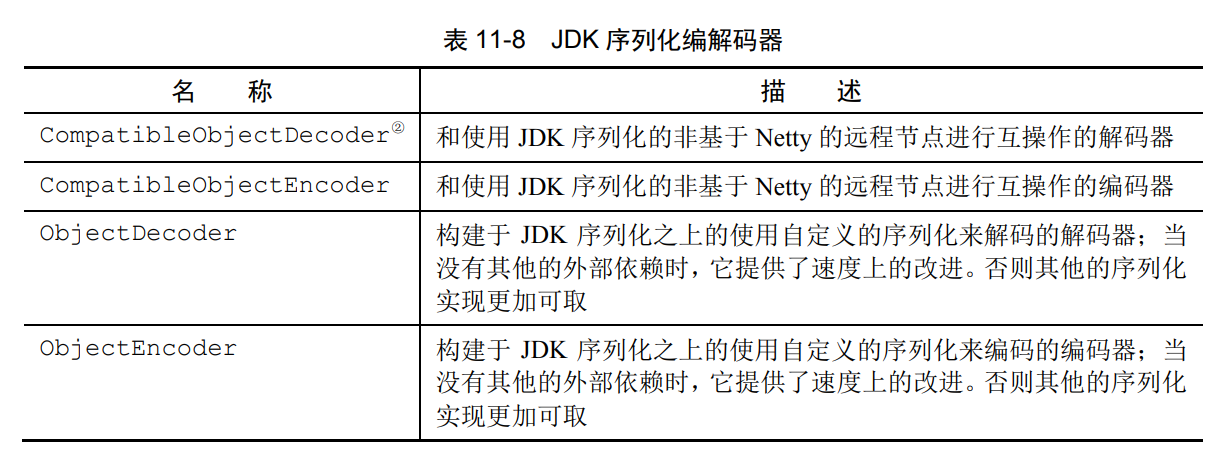 表 11-8 JDK 序列化编解码器
名 称 描 述
CompatibleObjectDecoder② 和使用 JDK 序列化的非基于 Netty 的远程节点进行互操作的解码器
CompatibleObjectEncoder 和使用 JDK 序列化的非基于 Netty 的远程节点进行互操作的编码器
ObjectDecoder 构建于 JDK 序列化之上的使用自定义的序列化来解码的解码器；当
没有其他的外部依赖时，它提供了速度上的改进。否则其他的序列化
实现更加可取
ObjectEncoder 构建于 JDK 序列化之上的使用自定义的序列化来编码的编码器；当
没有其他的外部依赖时，它提供了速度上的改进。否则其他的序列化
实现更加可取